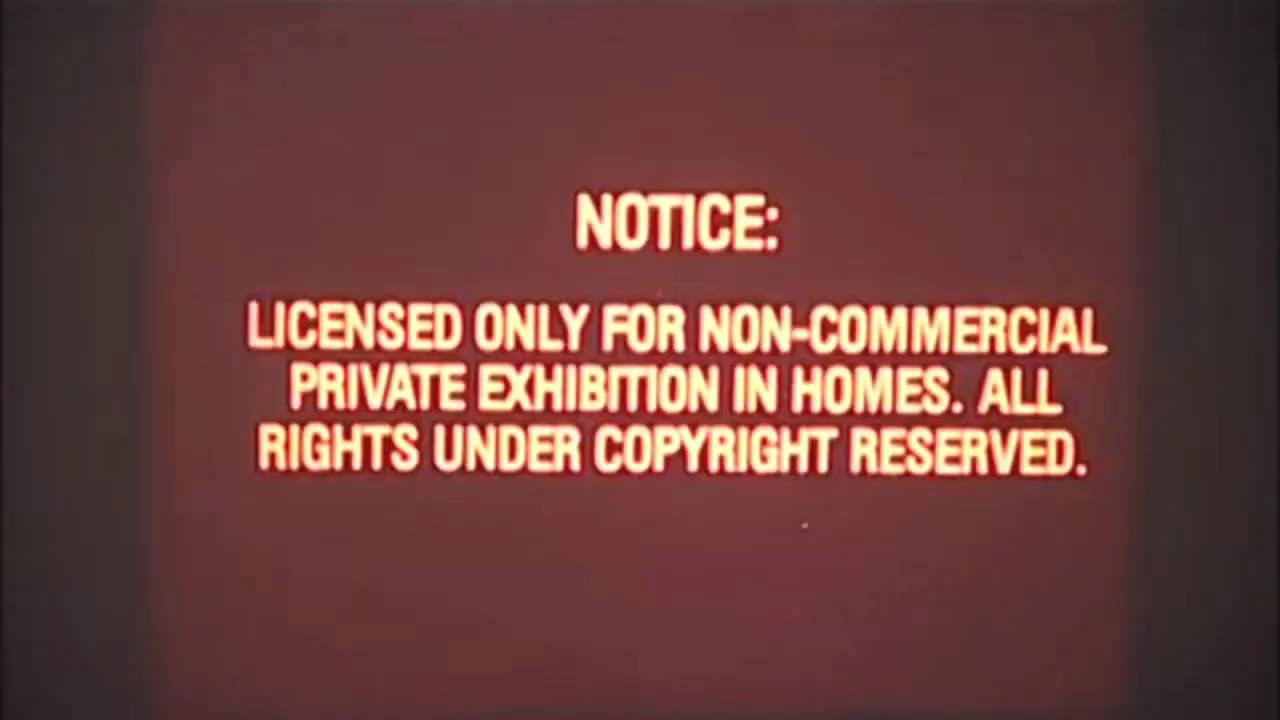 NOTICE:
LICENSED ONLY FOR NON-COMMERCIAL
PRIVATE EXHIBITION IN HOMES. ALL
RIGHTS UNDER COPYRIGHT RESERVED.